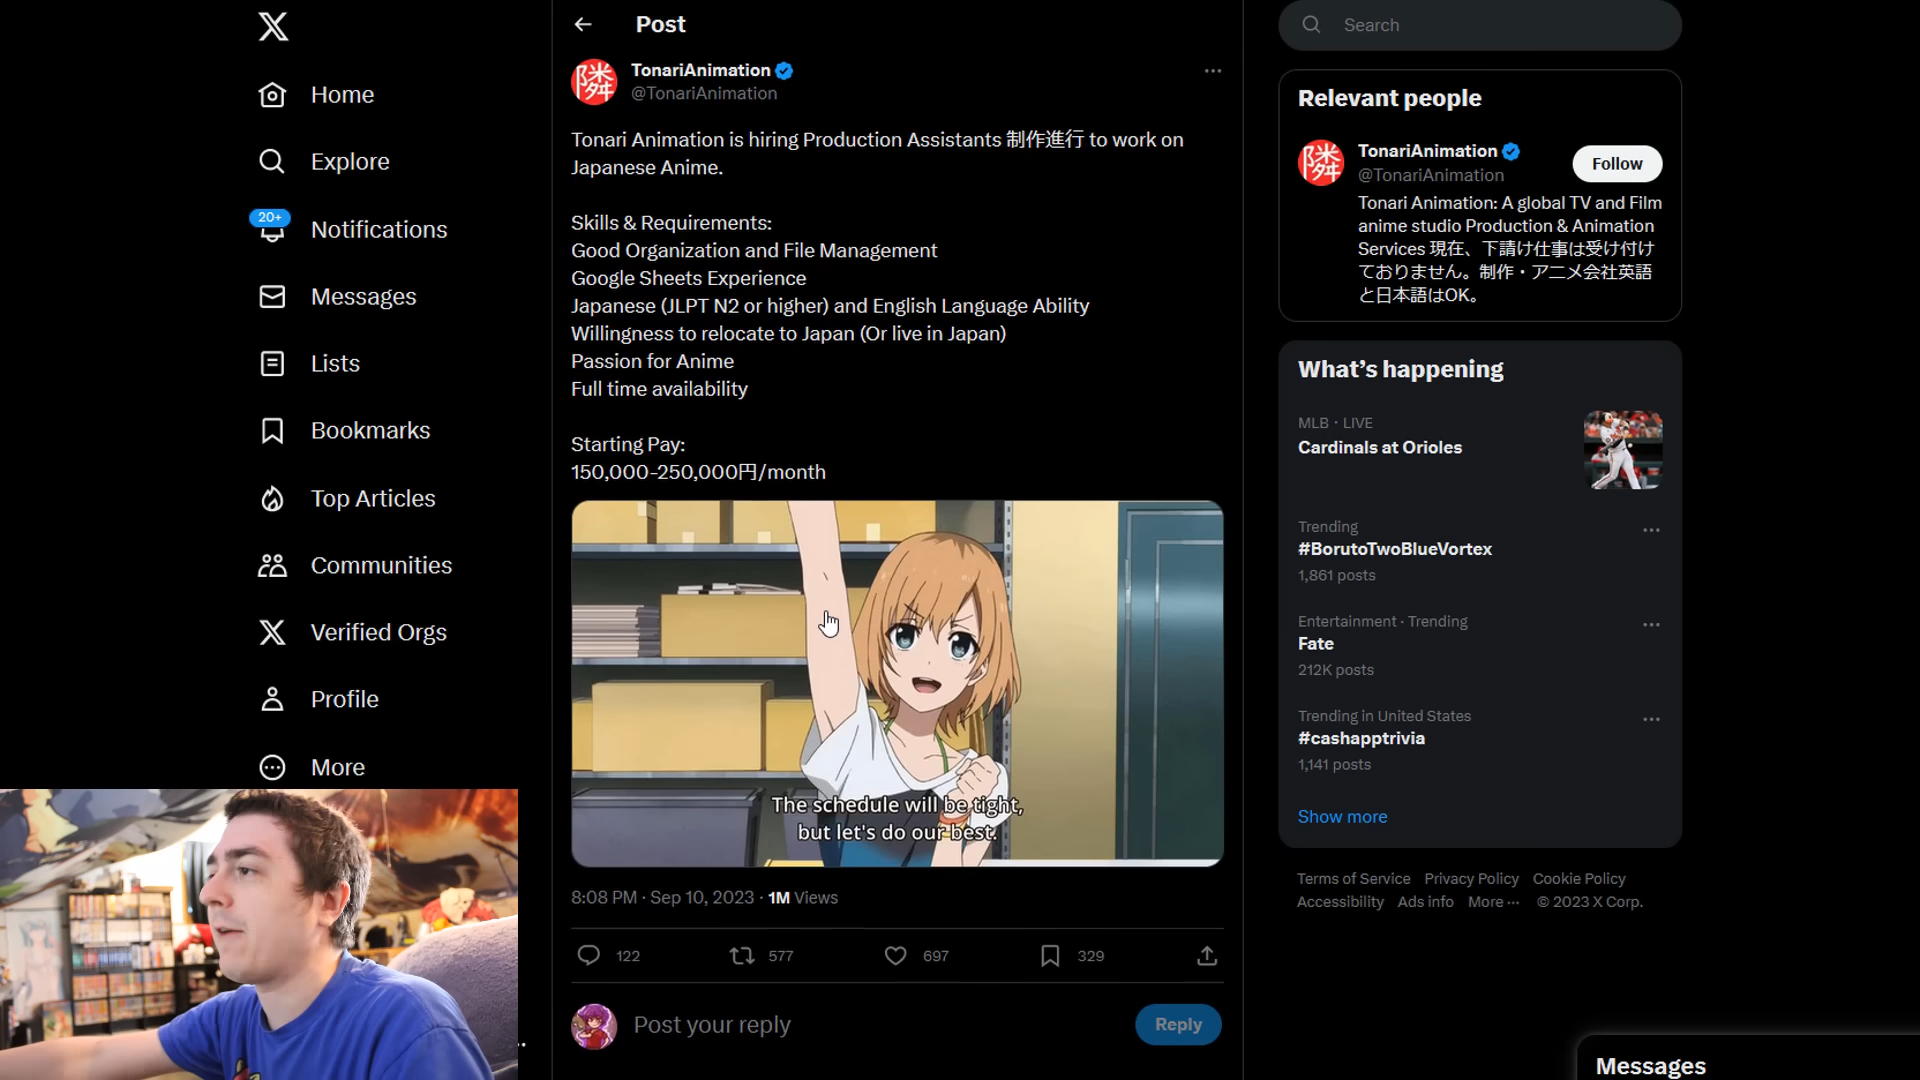 Home
Explore
20+
Notifications
Messages
Lists
Bookmarks
Top Articles
Communities
Verified Orgs
Profile
More
Post
隣
TonariAnimation
@TonariAnimation
Tonari Animation is hiring Production Assistants 制作進行 to work on
Japanese Anime.
Skills & Requirements:
Good Organization and File Management
Google Sheets Experience
Japanese (JLPT N2 or higher) and English Language Ability
Willingness to relocate to Japan (Or live in Japan)
Passion for Anime
Full time availability
Starting Pay:
150,000-250,000円/month
The schedule will be tight,
but let's do our best.
8:08 PM · Sep 10, 2023 · 1M Views
122 577 697 329
Post your reply
Reply
Search
Relevant people
隣
TonariAnimation
@TonariAnimation
Follow
Tonari Animation: A global TV and Film
anime studio Production & Animation
Services 現在、下請け仕事は受け付け
ておりません。制作・アニメ会社英語
と日本語はOK。
What's happening
MLB · LIVE
Cardinals at Orioles
Trending
#BorutoTwoBlueVortex
1,861 posts
Entertainment · Trending
Fate
212K posts
Trending in United States
#cashapptrivia
1,141 posts
Show more
Terms of Service Privacy Policy Cookie Policy
Accessibility Ads info More ··· © 2023 X Corp.
Messages